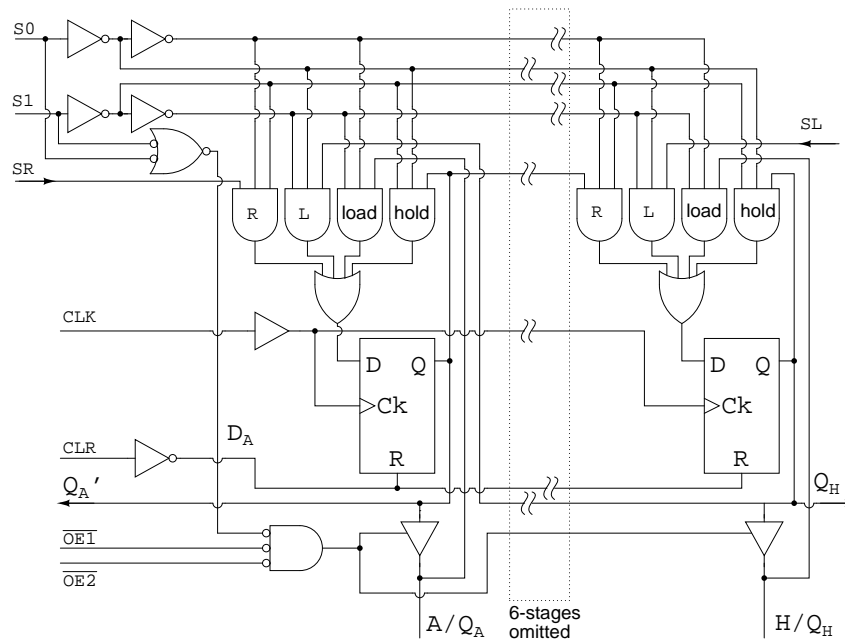 S0
S1
SL
SR
R
L
load
hold
R
L
load
hold
CLK
D
Q
Ck
R
D
Q
Ck
R
D_A
CLR
Q_A'
Q_H
OE1
OE2
A/Q_A
6-stages
omitted
H/Q_H